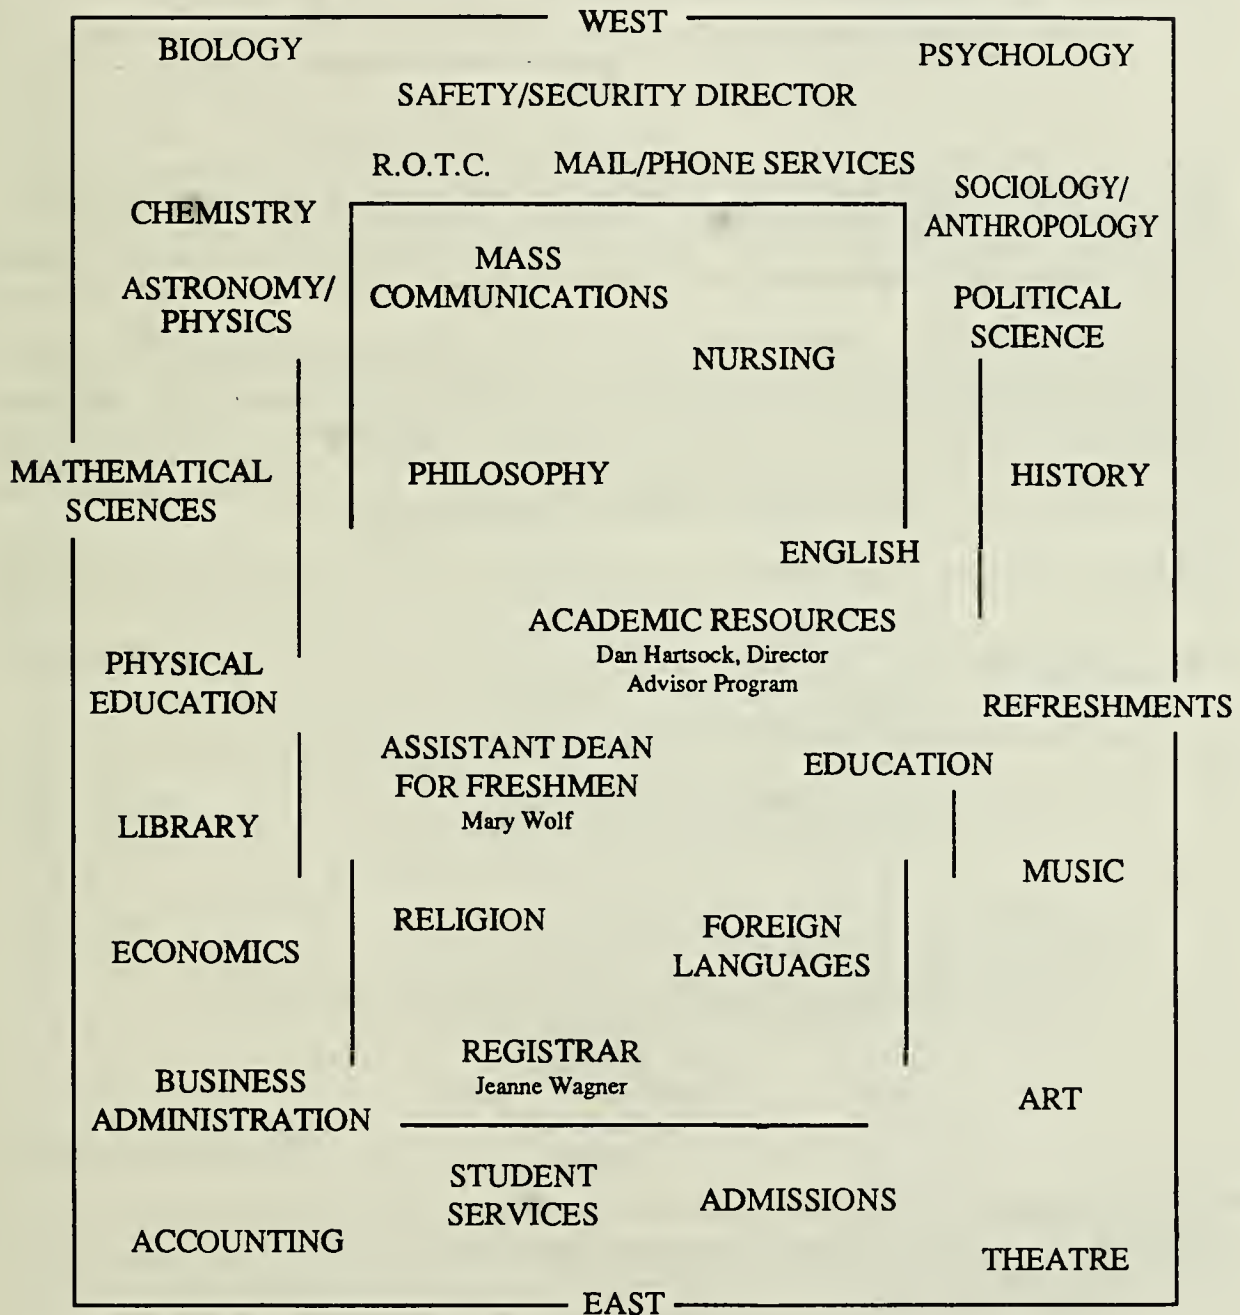 WEST
BIOLOGY
PSYCHOLOGY
SAFETY/SECURITY DIRECTOR
R.O.T.C.
MAIL/PHONE SERVICES
CHEMISTRY
SOCIOLOGY/
ANTHROPOLOGY
MASS
COMMUNICATIONS
ASTRONOMY/
PHYSICS
POLITICAL
SCIENCE
NURSING
MATHEMATICAL
SCIENCES
PHILOSOPHY
HISTORY
ENGLISH
ACADEMIC RESOURCES
Dan Hartsock, Director
Advisor Program
PHYSICAL
EDUCATION
REFRESHMENTS
ASSISTANT DEAN
FOR FRESHMEN
Mary Wolf
EDUCATION
LIBRARY
MUSIC
RELIGION
FOREIGN
LANGUAGES
ECONOMICS
REGISTRAR
Jeanne Wagner
BUSINESS
ADMINISTRATION
ART
STUDENT
SERVICES
ADMISSIONS
ACCOUNTING
THEATRE
EAST